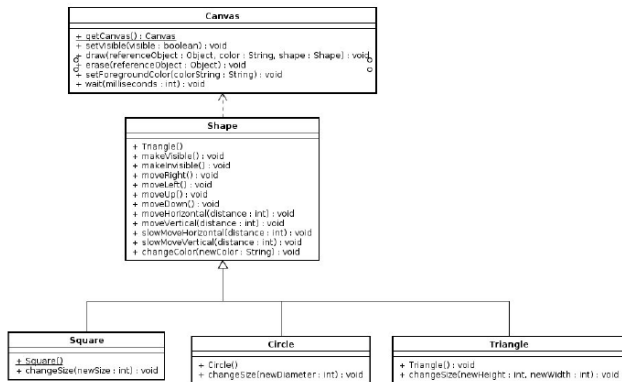 Canvas
+ getCanvas() : Canvas
+ setVisible(visible : boolean) : void
+ draw(referenceObject : Object, color : String, shape : Shape) : void
+ erase(referenceObject : Object) : void
+ setForegroundColor(colorString : String) : void
+ wait(milliseconds : int) : void
Shape
+ Triangle()
+ makeVisible() : void
+ makeInvisible() : void
+ moveRight() : void
+ moveLeft() : void
+ moveUp() : void
+ moveDown() : void
+ moveHorizontal(distance : int) : void
+ moveVertical(distance : int) : void
+ slowMoveHorizontal(distance : int) : void
+ slowMoveVertical(distance : int) : void
+ changeColor(newColor : String) : void
Square
+ Square()
+ changeSize(newSize : int) : void
Circle
+ Circle()
+ changeSize(newDiameter : int) : void
Triangle
+ Triangle() : void
+ changeSize(newHeight : int, newWidth : int) : void